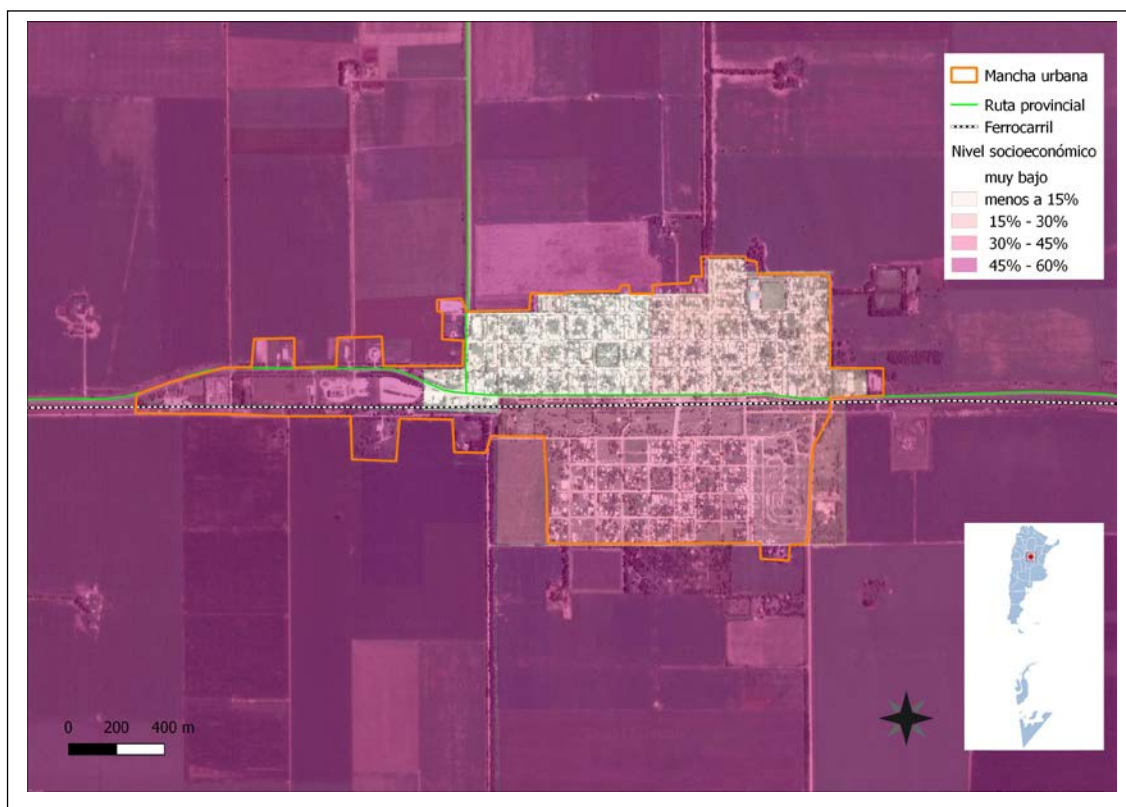 Mancha urbana
Ruta provincial
Ferrocarril
Nivel socioeconómico
muy bajo
menos a 15%
15% - 30%
30% - 45%
45% - 60%
0 200 400 m